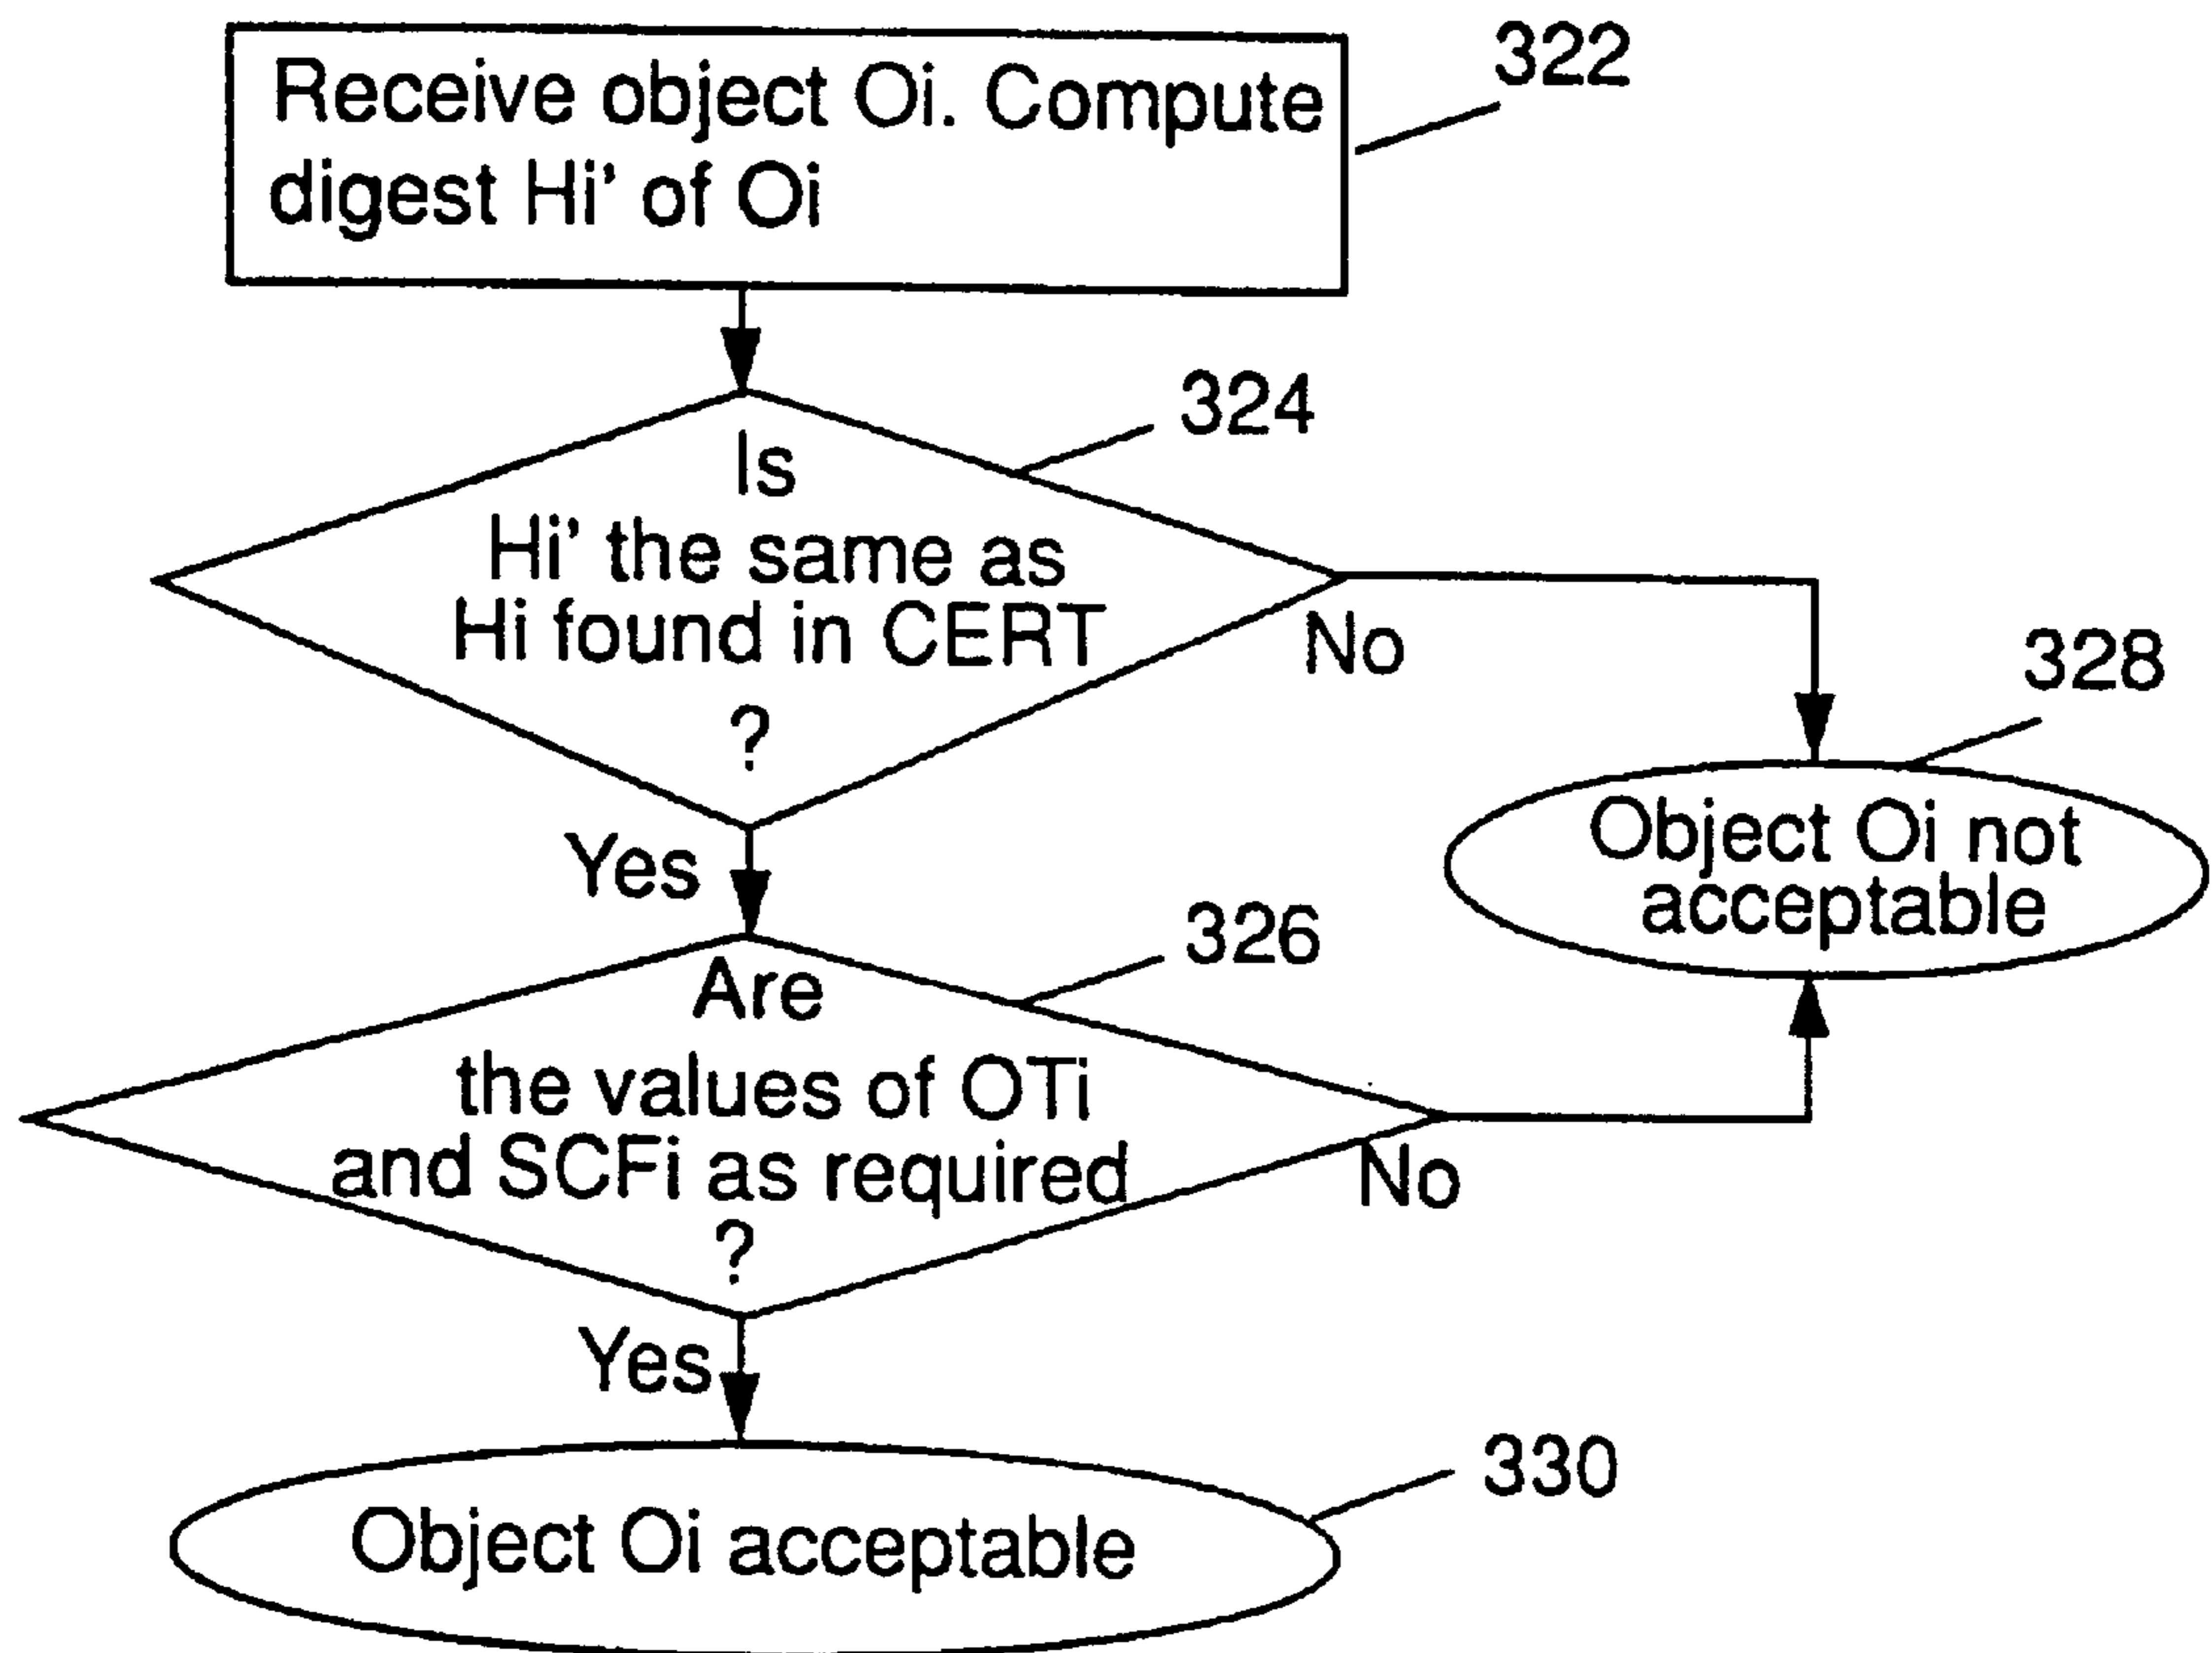 322
Receive object Oi. Compute
digest Hi' of Oi
324
Is
Hi' the same as
Hi found in CERT
?
No
Yes
328
Object Oi not
acceptable
326
Are
the values of OTi
and SCFi as required
?
No
Yes
330
Object Oi acceptable